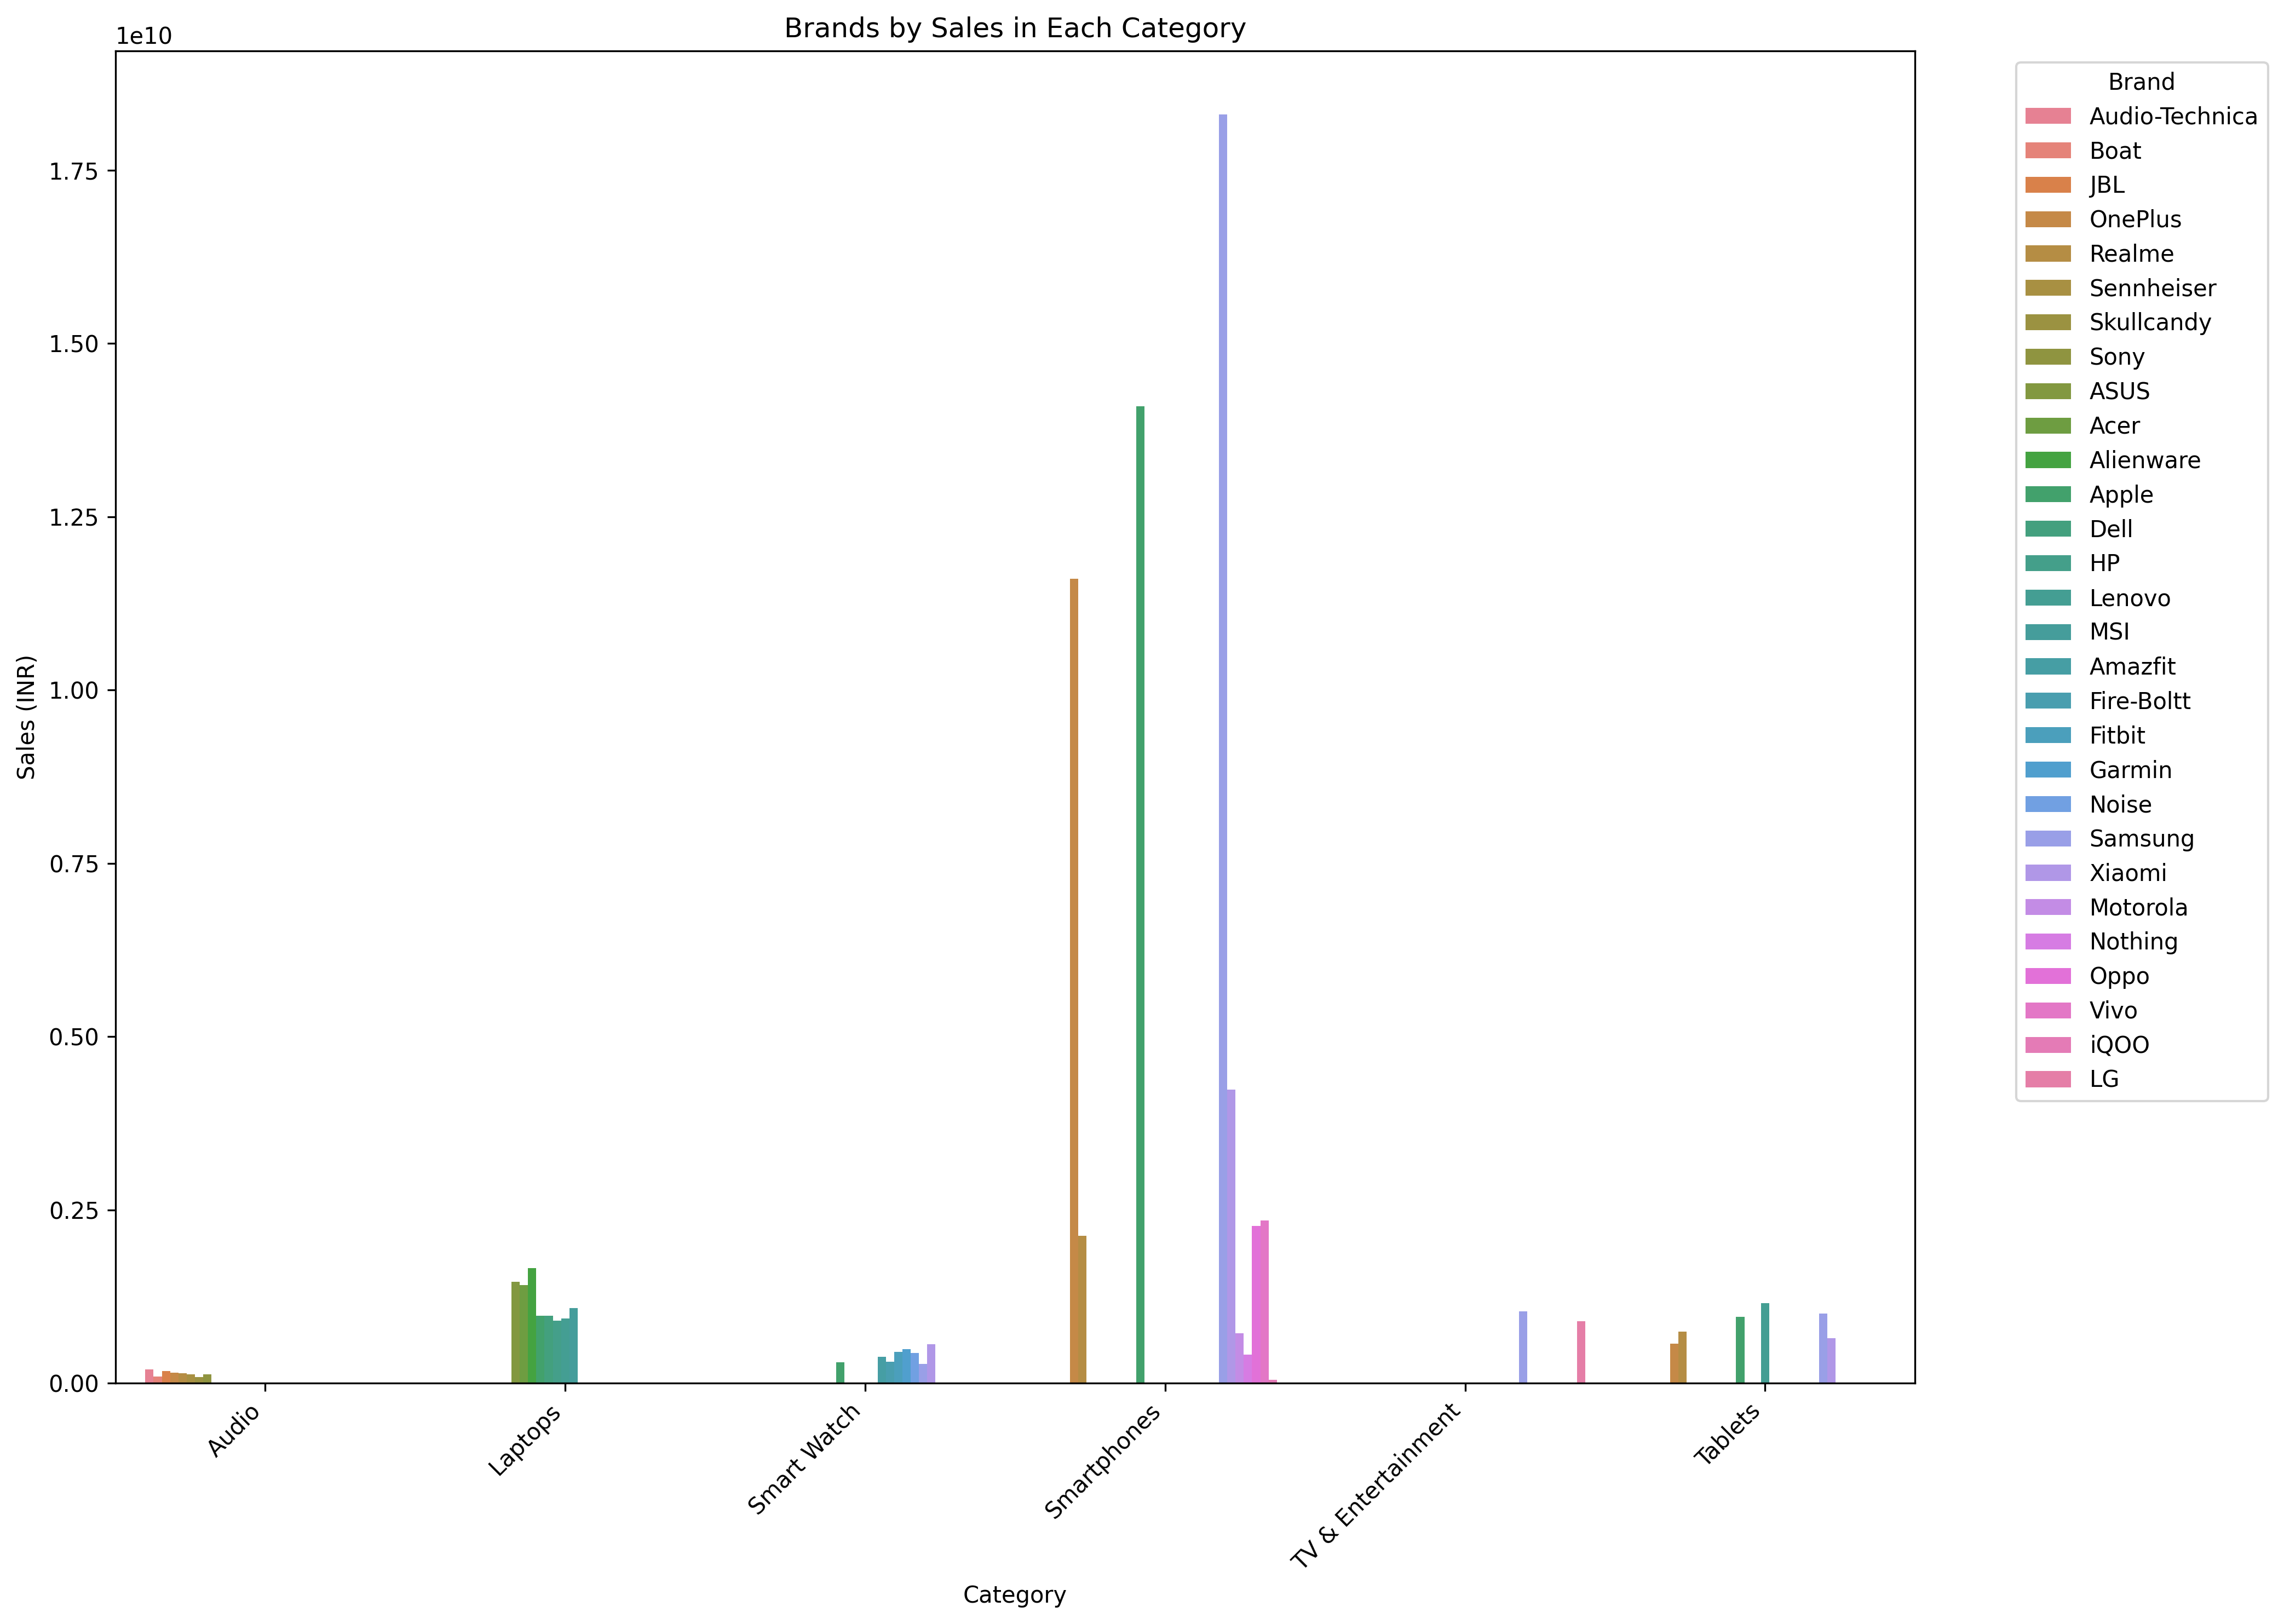 Brands by Sales in Each Category
1e10
1.75
1.50
1.25
1.00
0.75
0.50
0.25
0.00
Sales (INR)
Audio
Laptops
Smart Watch
Smartphones
TV & Entertainment
Tablets
Category
Brand
Audio-Technica
Boat
JBL
OnePlus
Realme
Sennheiser
Skullcandy
Sony
ASUS
Acer
Alienware
Apple
Dell
HP
Lenovo
MSI
Amazfit
Fire-Boltt
Fitbit
Garmin
Noise
Samsung
Xiaomi
Motorola
Nothing
Oppo
Vivo
iQOO
LG